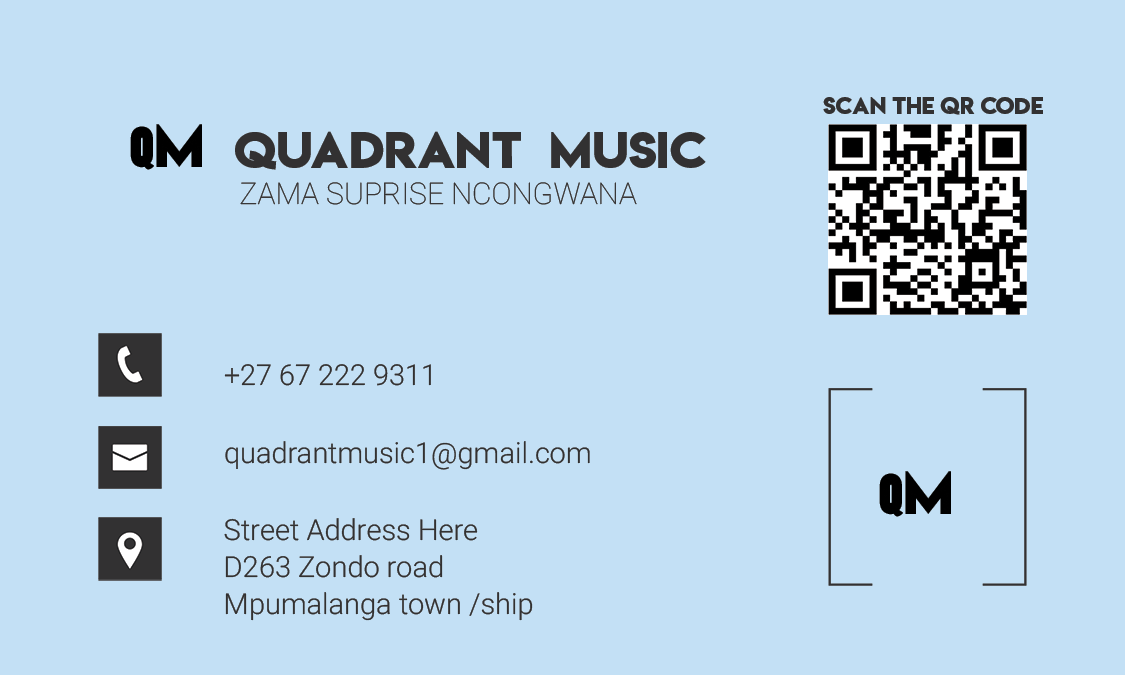 QM QUADRANT MUSIC
ZAMA SUPRISE NCONGWANA
SCAN THE QR CODE
+27 67 222 9311
quadrantmusic1@gmail.com
Street Address Here
D263 Zondo road
Mpumalanga town /ship
QM